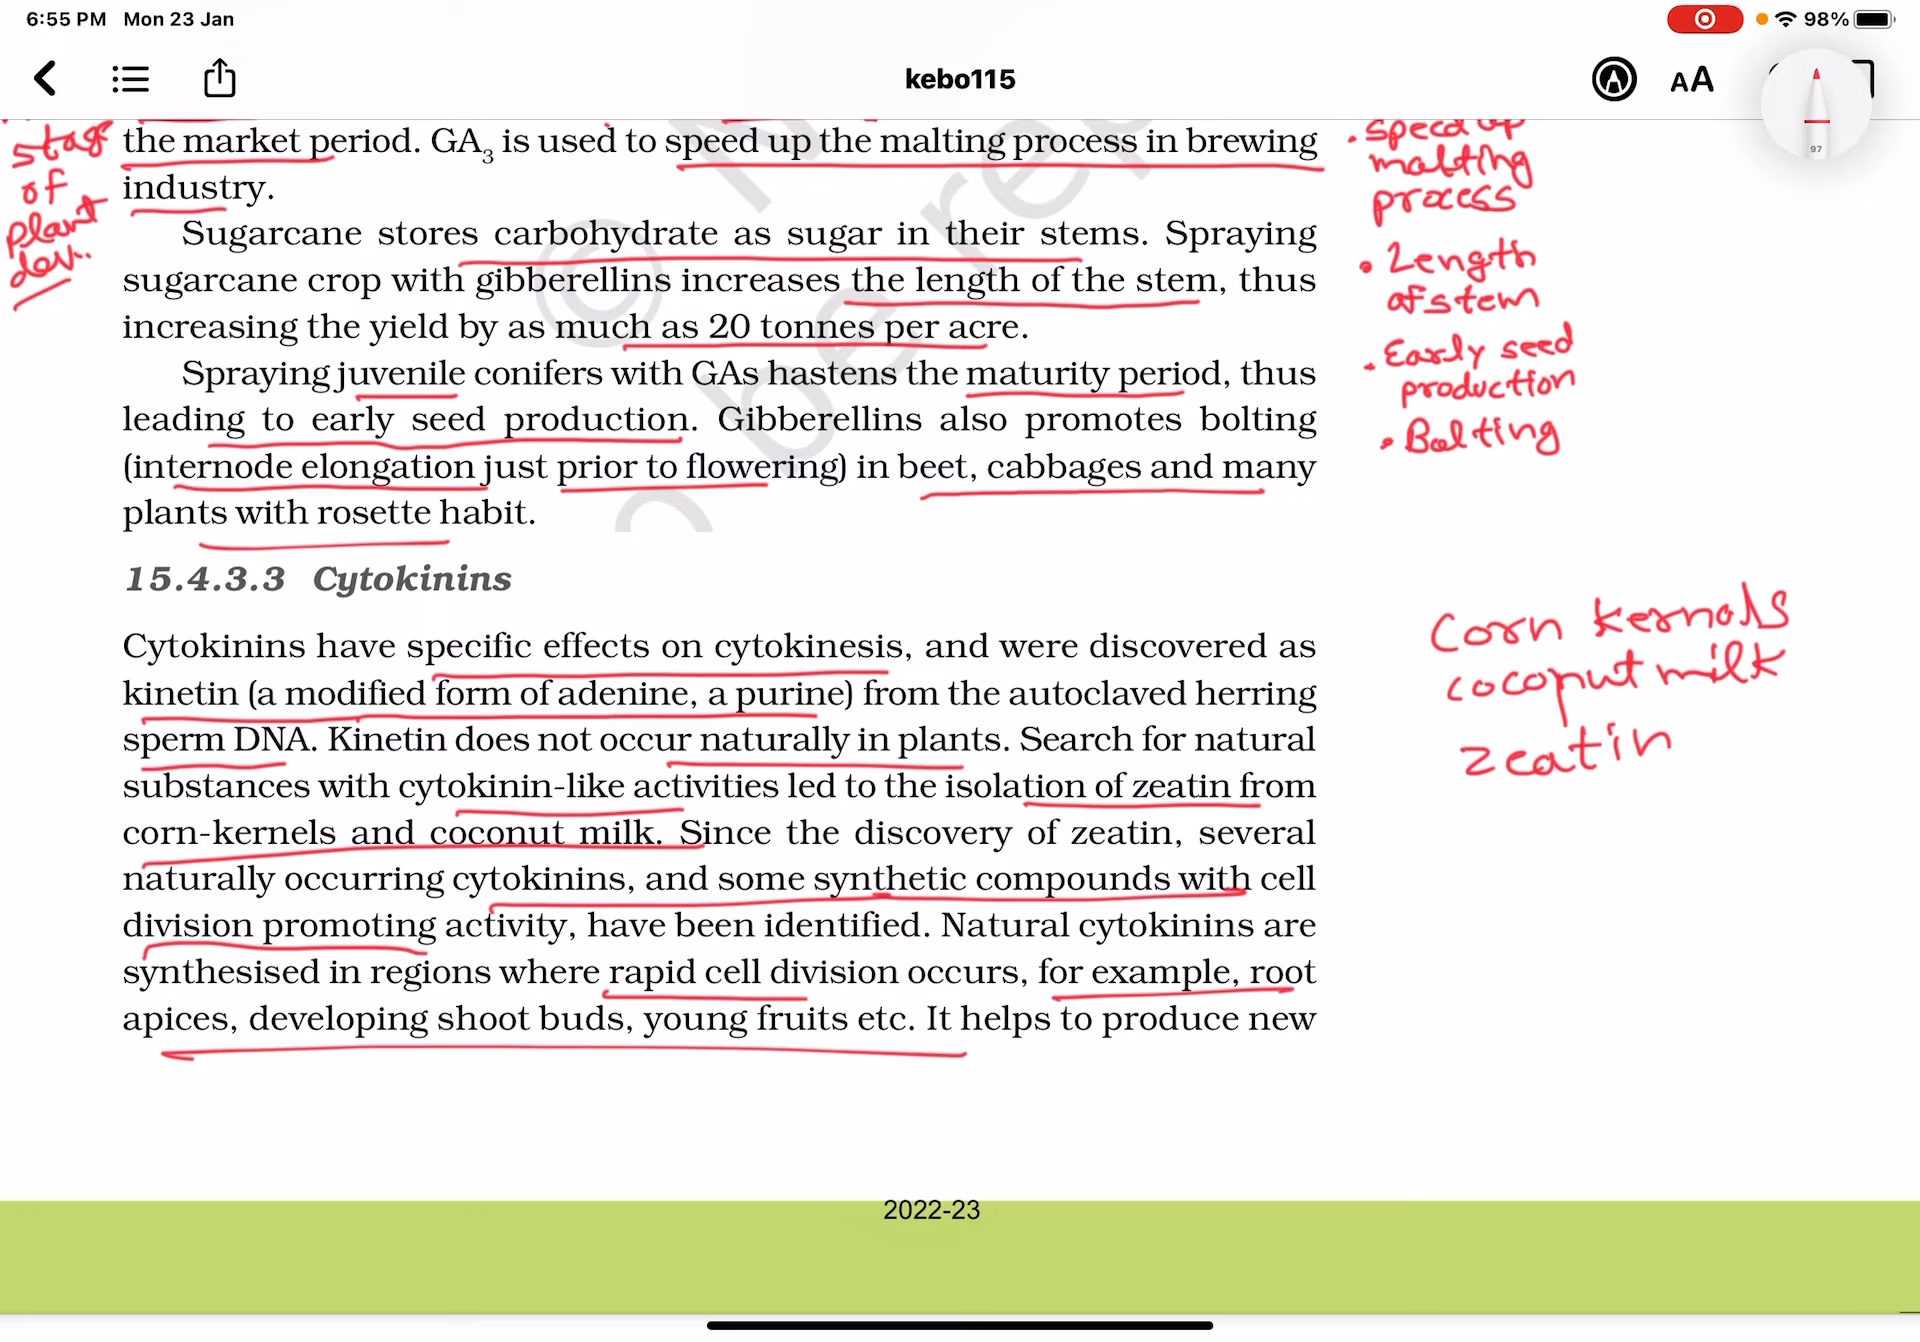 6:55 PM Mon 23 Jan
98%
kebo115
AA
97
stage
of
plant
dev..
the market period. GA3 is used to speed up the malting process in brewing
industry.
Sugarcane stores carbohydrate as sugar in their stems. Spraying
sugarcane crop with gibberellins increases the length of the stem, thus
increasing the yield by as much as 20 tonnes per acre.
Spraying juvenile conifers with GAs hastens the maturity period, thus
leading to early seed production. Gibberellins also promotes bolting
(internode elongation just prior to flowering) in beet, cabbages and many
plants with rosette habit.
• speed up
malting
process
• Length
of stem
• Early seed
production
• Bolting
15.4.3.3 Cytokinins
Cytokinins have specific effects on cytokinesis, and were discovered as
kinetin (a modified form of adenine, a purine) from the autoclaved herring
sperm DNA. Kinetin does not occur naturally in plants. Search for natural
substances with cytokinin-like activities led to the isolation of zeatin from
corn-kernels and coconut milk. Since the discovery of zeatin, several
naturally occurring cytokinins, and some synthetic compounds with cell
division promoting activity, have been identified. Natural cytokinins are
synthesised in regions where rapid cell division occurs, for example, root
apices, developing shoot buds, young fruits etc. It helps to produce new
Corn kernals
coconut milk
zeatin
2022-23